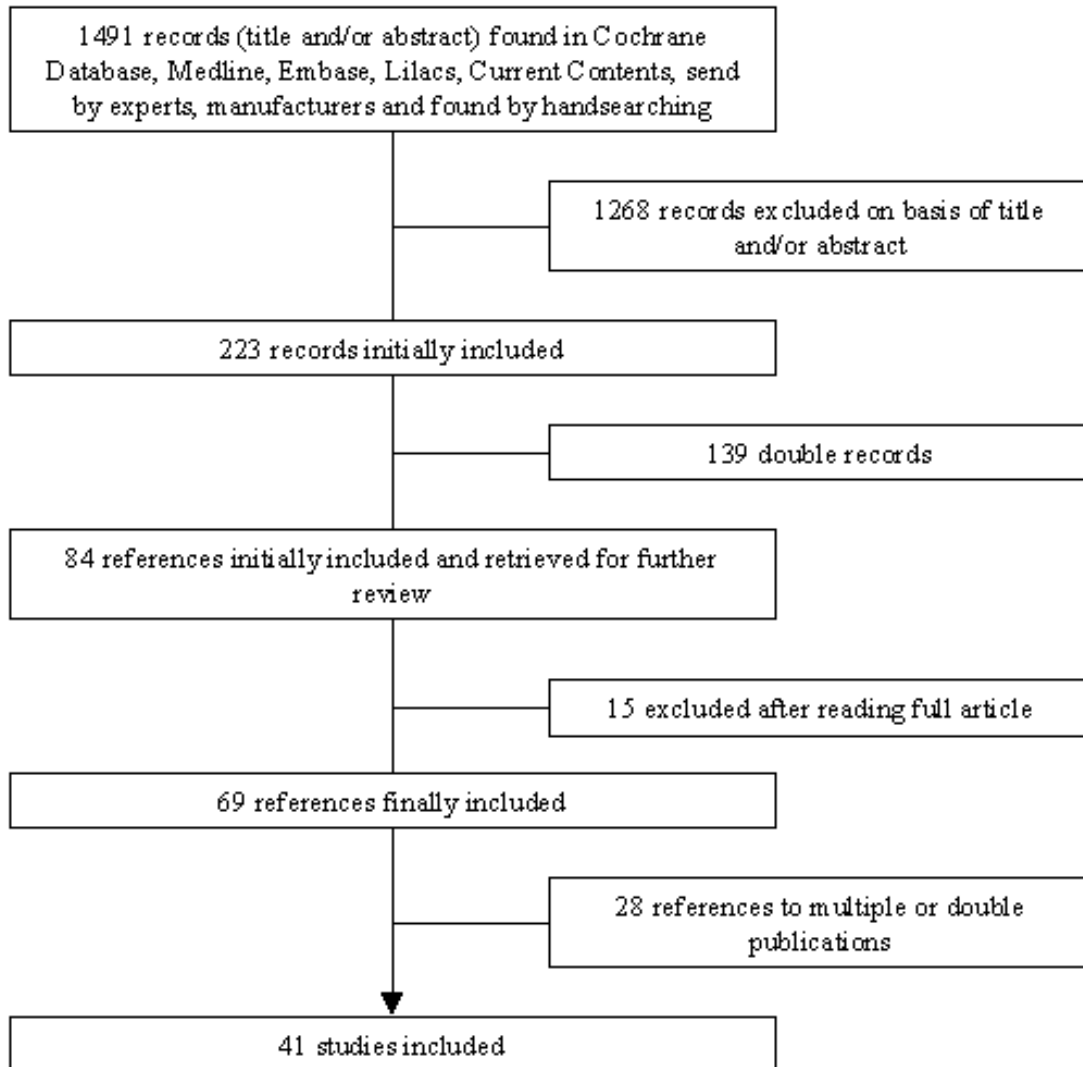 1491 records (title and/or abstract) found in Cochrane
Database, Medline, Embase, Lilacs, Current Contents, send
by experts, manufacturers and found by handsearching
1268 records excluded on basis of title
and/or abstract
223 records initially included
139 double records
84 references initially included and retrieved for further
review
15 excluded after reading full article
69 references finally included
28 references to multiple or double
publications
41 studies included